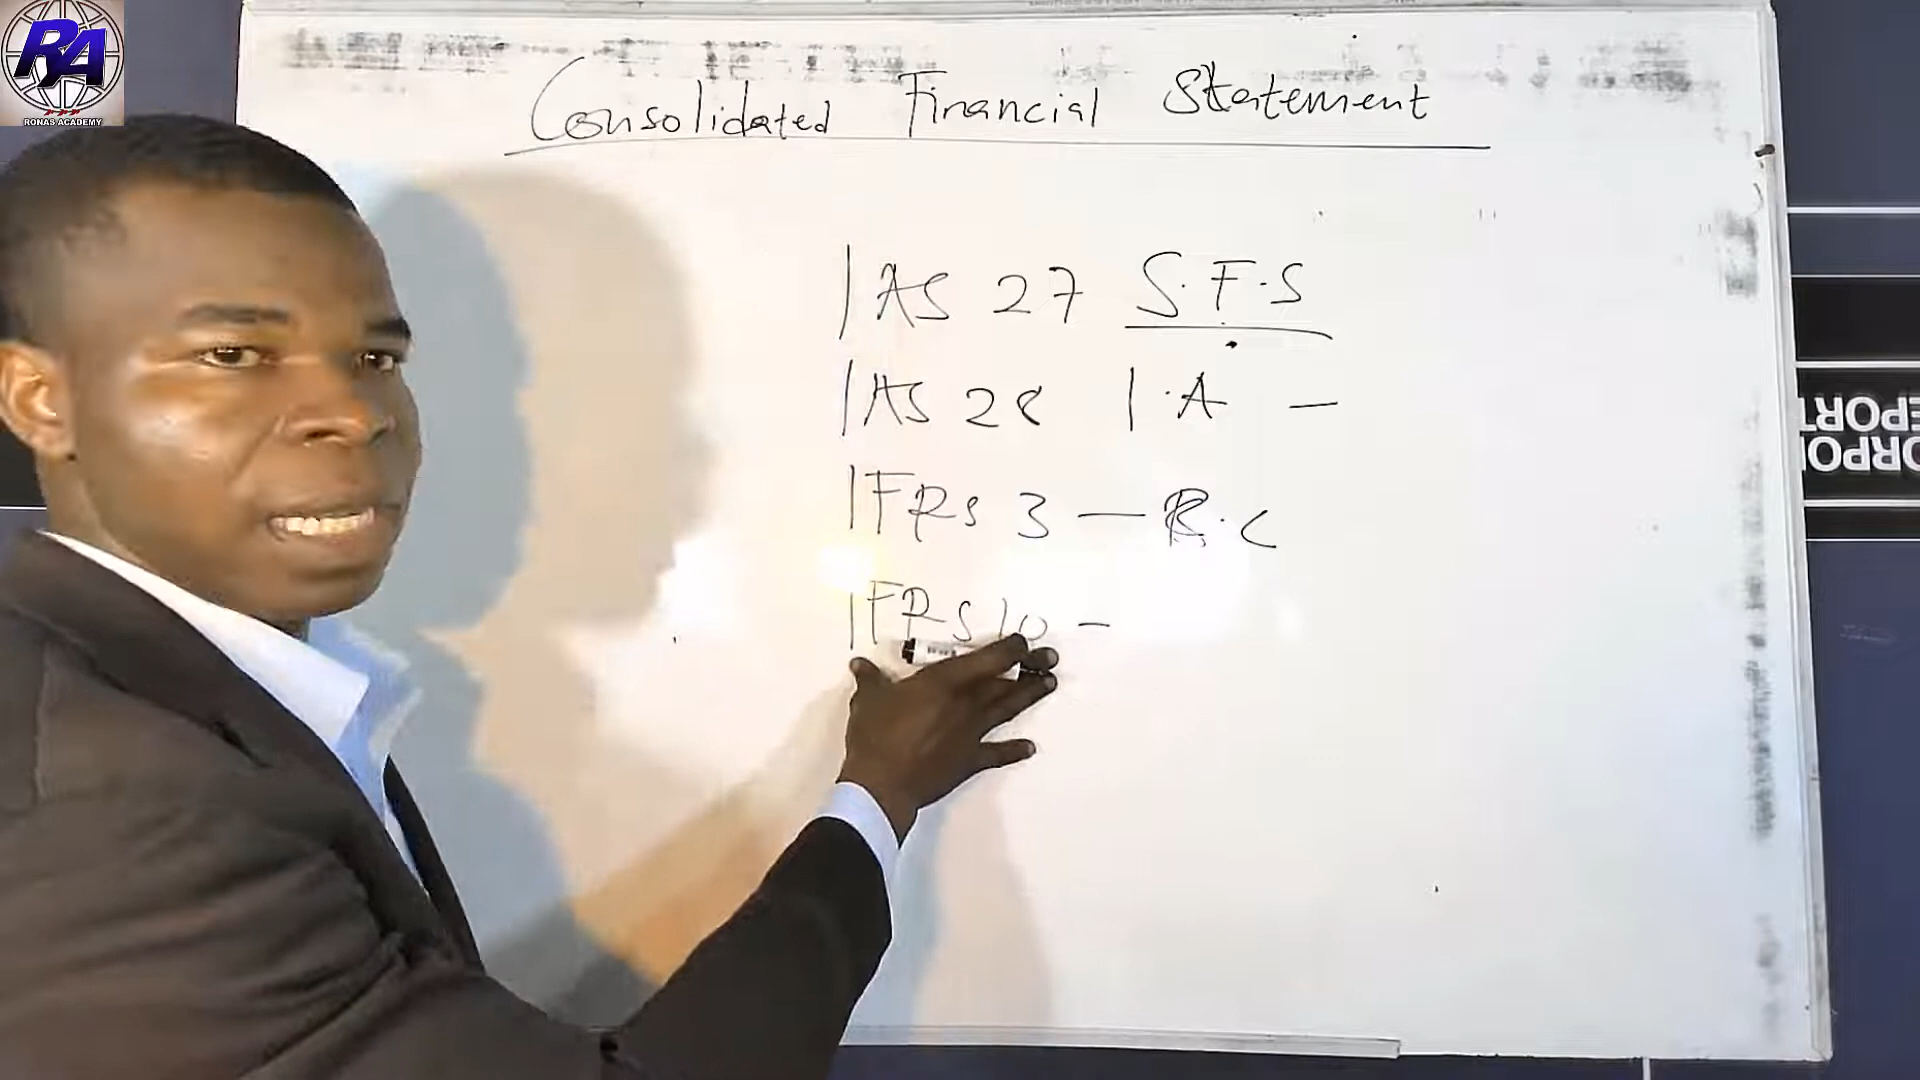 RA
RONAS ACADEMY
Consolidated Financial Statement
IAS 27 S.F.S
IAS 28 I.A —
IFRS 3 — B.C
IFRS 10 –